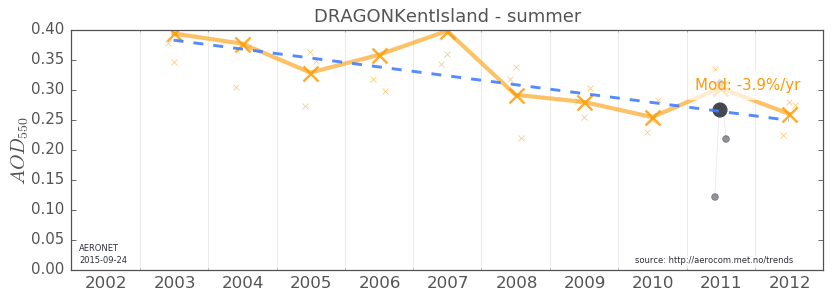 DRAGONKentIsland - summer
0.40
0.35
0.30
0.25
0.20
0.15
0.10
0.05
0.00
AOD550
Mod: -3.9%/yr
AERONET
2015-09-24
source: http://aerocom.met.no/trends
2002 2003 2004 2005 2006 2007 2008 2009 2010 2011 2012